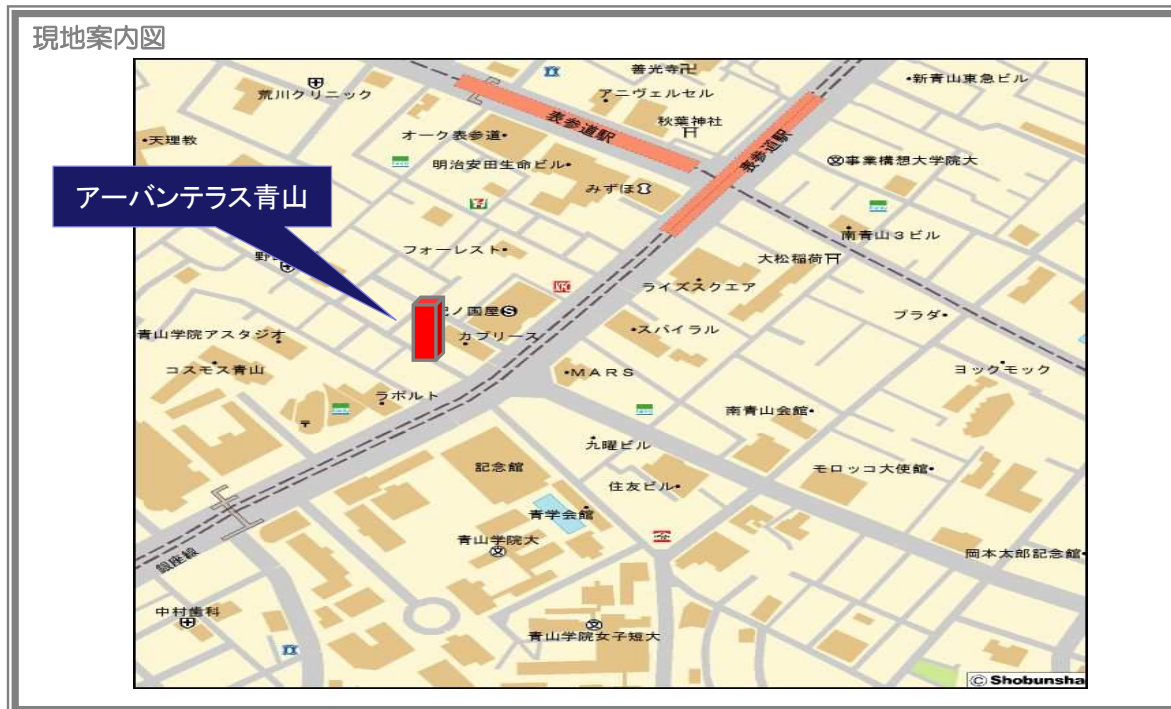 現地案内図
善光寺
新青山東急ビル
荒川クリニック
アニヴェルセル
表参道駅
秋葉神社
表参道駅
天理教
オーク表参道
明治安田生命ビル
事業構想大学院大
みずほ
アーバンテラス青山
南青山3ビル
フォーレスト
大松稲荷
KFC
ライズスクエア
ノ国屋
カブリース
スパイラル
プラダ
青山学院アスタジオ
コスモス青山
MARS
ヨックモック
ラポルト
南青山会館
九曜ビル
記念館
モロッコ大使館
住友ビル
青学会館
青山学院大
銀座線
岡本太郎記念館
中村歯科
青山学院女子短大
© Shobunsha